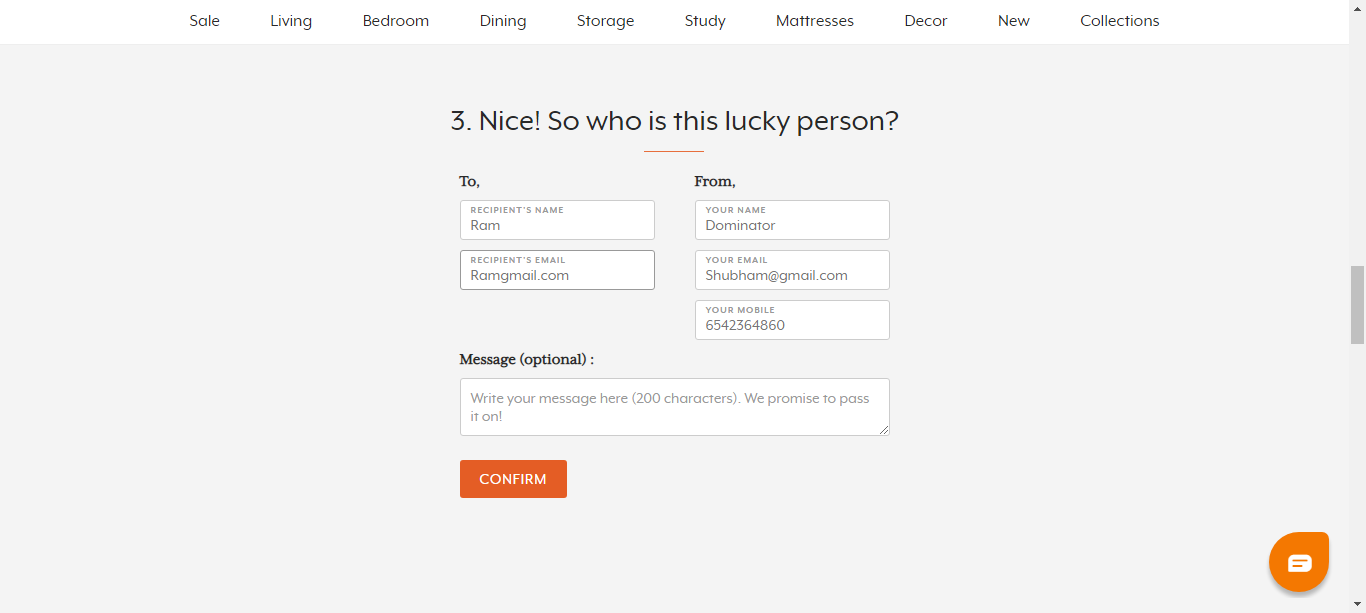 Sale Living Bedroom Dining Storage Study Mattresses Decor New Collections
3. Nice! So who is this lucky person?
To,
RECIPIENT'S NAME
Ram
RECIPIENT'S EMAIL
Ramgmail.com
From,
YOUR NAME
Dominator
YOUR EMAIL
Shubham@gmail.com
YOUR MOBILE
6542364860
Message (optional) :
Write your message here (200 characters). We promise to pass
it on!
CONFIRM